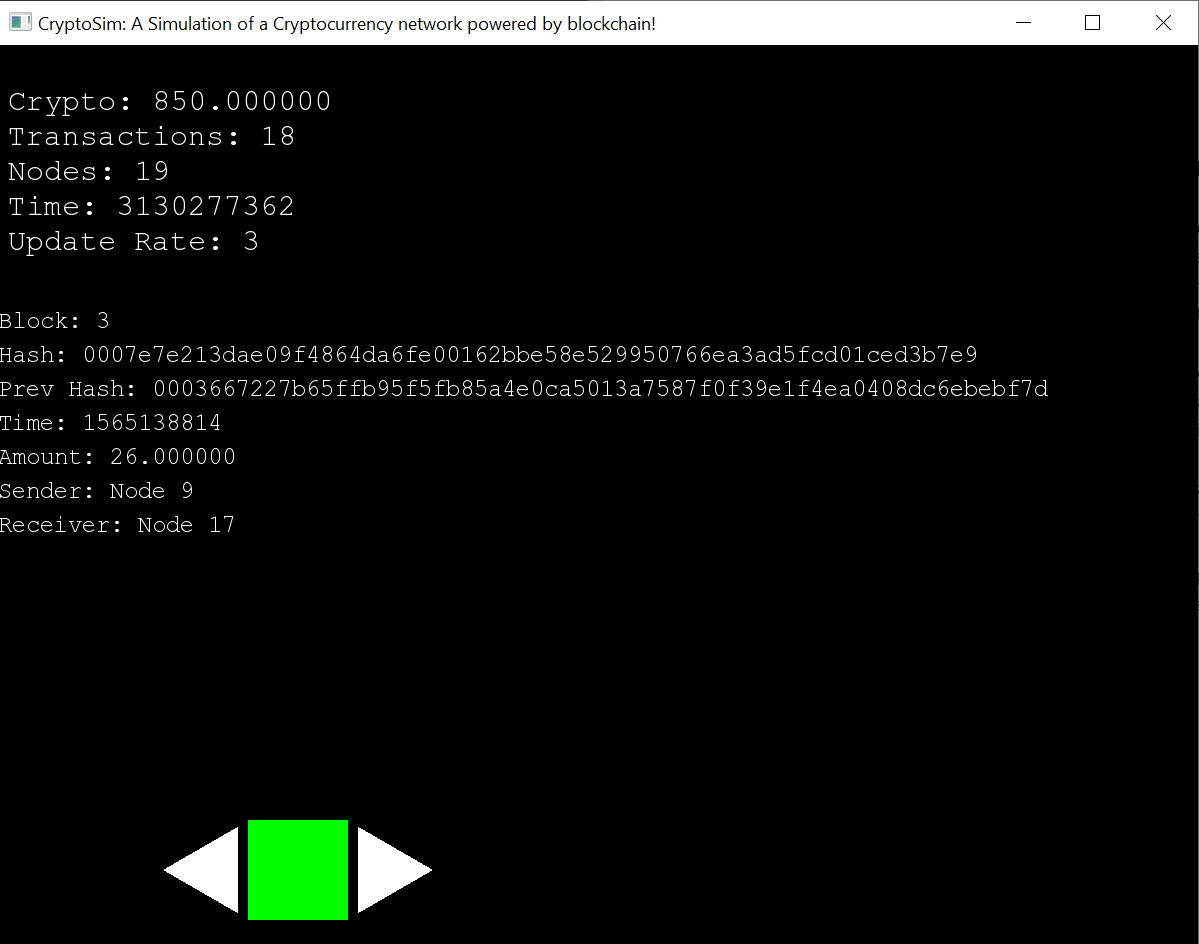 CryptoSim: A Simulation of a Cryptocurrency network powered by blockchain!
Crypto: 850.000000
Transactions: 18
Nodes: 19
Time: 3130277362
Update Rate: 3
Block: 3
Hash: 0007e7e213dae09f4864da6fe00162bbe58e529950766ea3ad5fcd01ced3b7e9
Prev Hash: 0003667227b65ffb95f5fb85a4e0ca5013a7587f0f39e1f4ea0408dc6ebebf7d
Time: 1565138814
Amount: 26.000000
Sender: Node 9
Receiver: Node 17